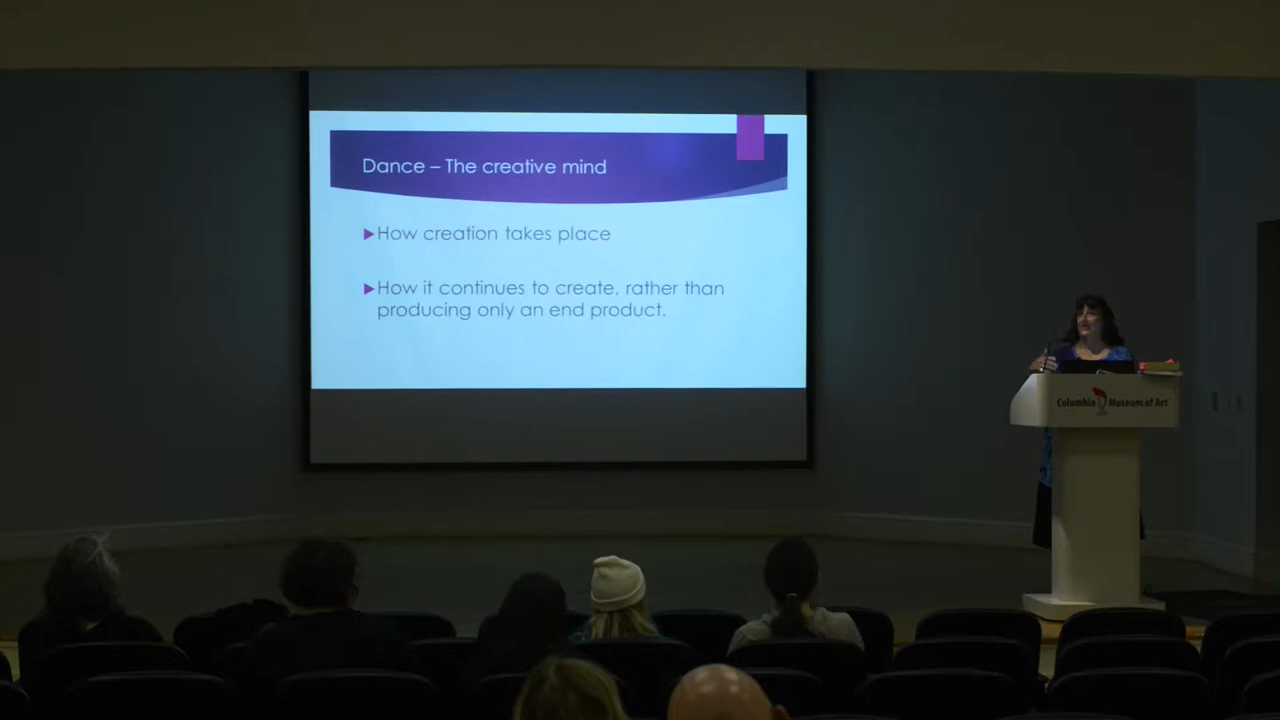 Dance – The creative mind
How creation takes place
How it continues to create, rather than
producing only an end product.
Columbia Museum of Art